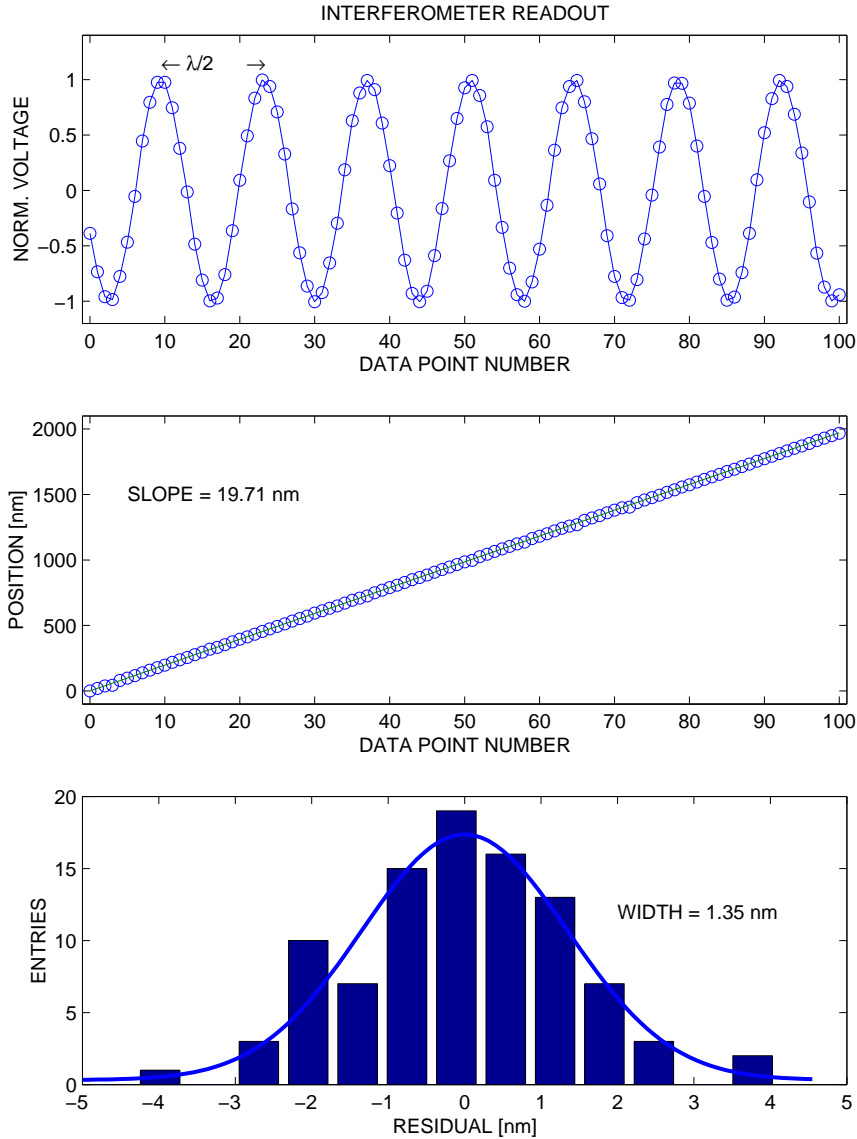 INTERFEROMETER READOUT
← λ/2 →
1
0.5
0
−0.5
−1
NORM. VOLTAGE
0 10 20 30 40 50 60 70 80 90 100
DATA POINT NUMBER
2000
1500
1000
500
0
POSITION [nm]
SLOPE = 19.71 nm
0 10 20 30 40 50 60 70 80 90 100
DATA POINT NUMBER
20
15
10
5
0
ENTRIES
WIDTH = 1.35 nm
−5 −4 −3 −2 −1 0 1 2 3 4 5
RESIDUAL [nm]